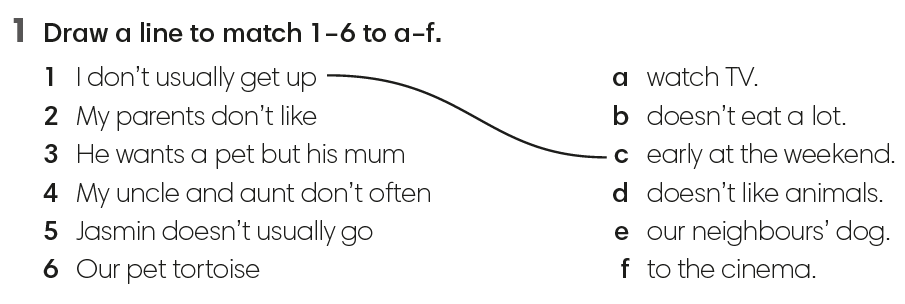 1 Draw a line to match 1–6 to a–f.
1 I don't usually get up
a watch TV.
2 My parents don't like
b doesn't eat a lot.
3 He wants a pet but his mum
c early at the weekend.
4 My uncle and aunt don't often
d doesn't like animals.
5 Jasmin doesn't usually go
e our neighbours' dog.
6 Our pet tortoise
f to the cinema.